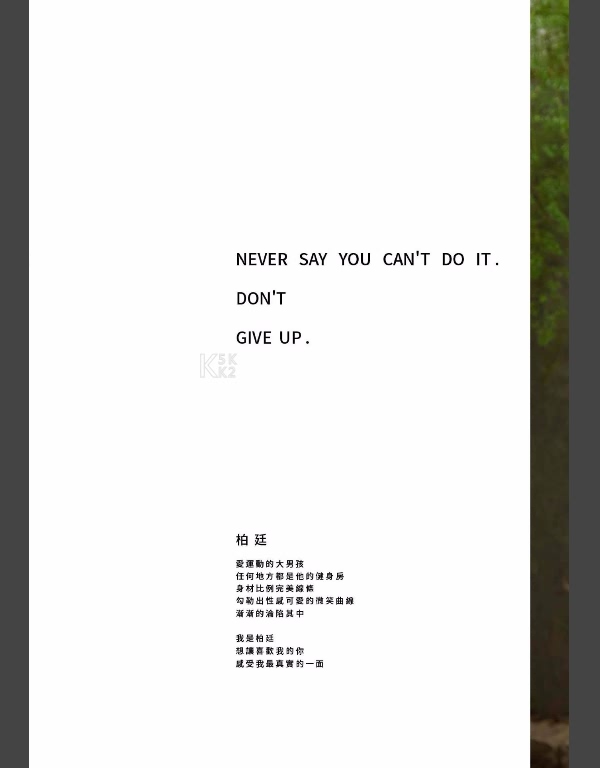 NEVER SAY YOU CAN'T DO IT.
DON'T
GIVE UP.
K5K
K2
柏廷
愛運動的大男孩
任何地方都是他的健身房
身材比例完美線條
勾勒出性感可愛的微笑曲線
漸漸的淪陷其中
我是柏廷
想讓喜歡我的你
感受我最真實的一面